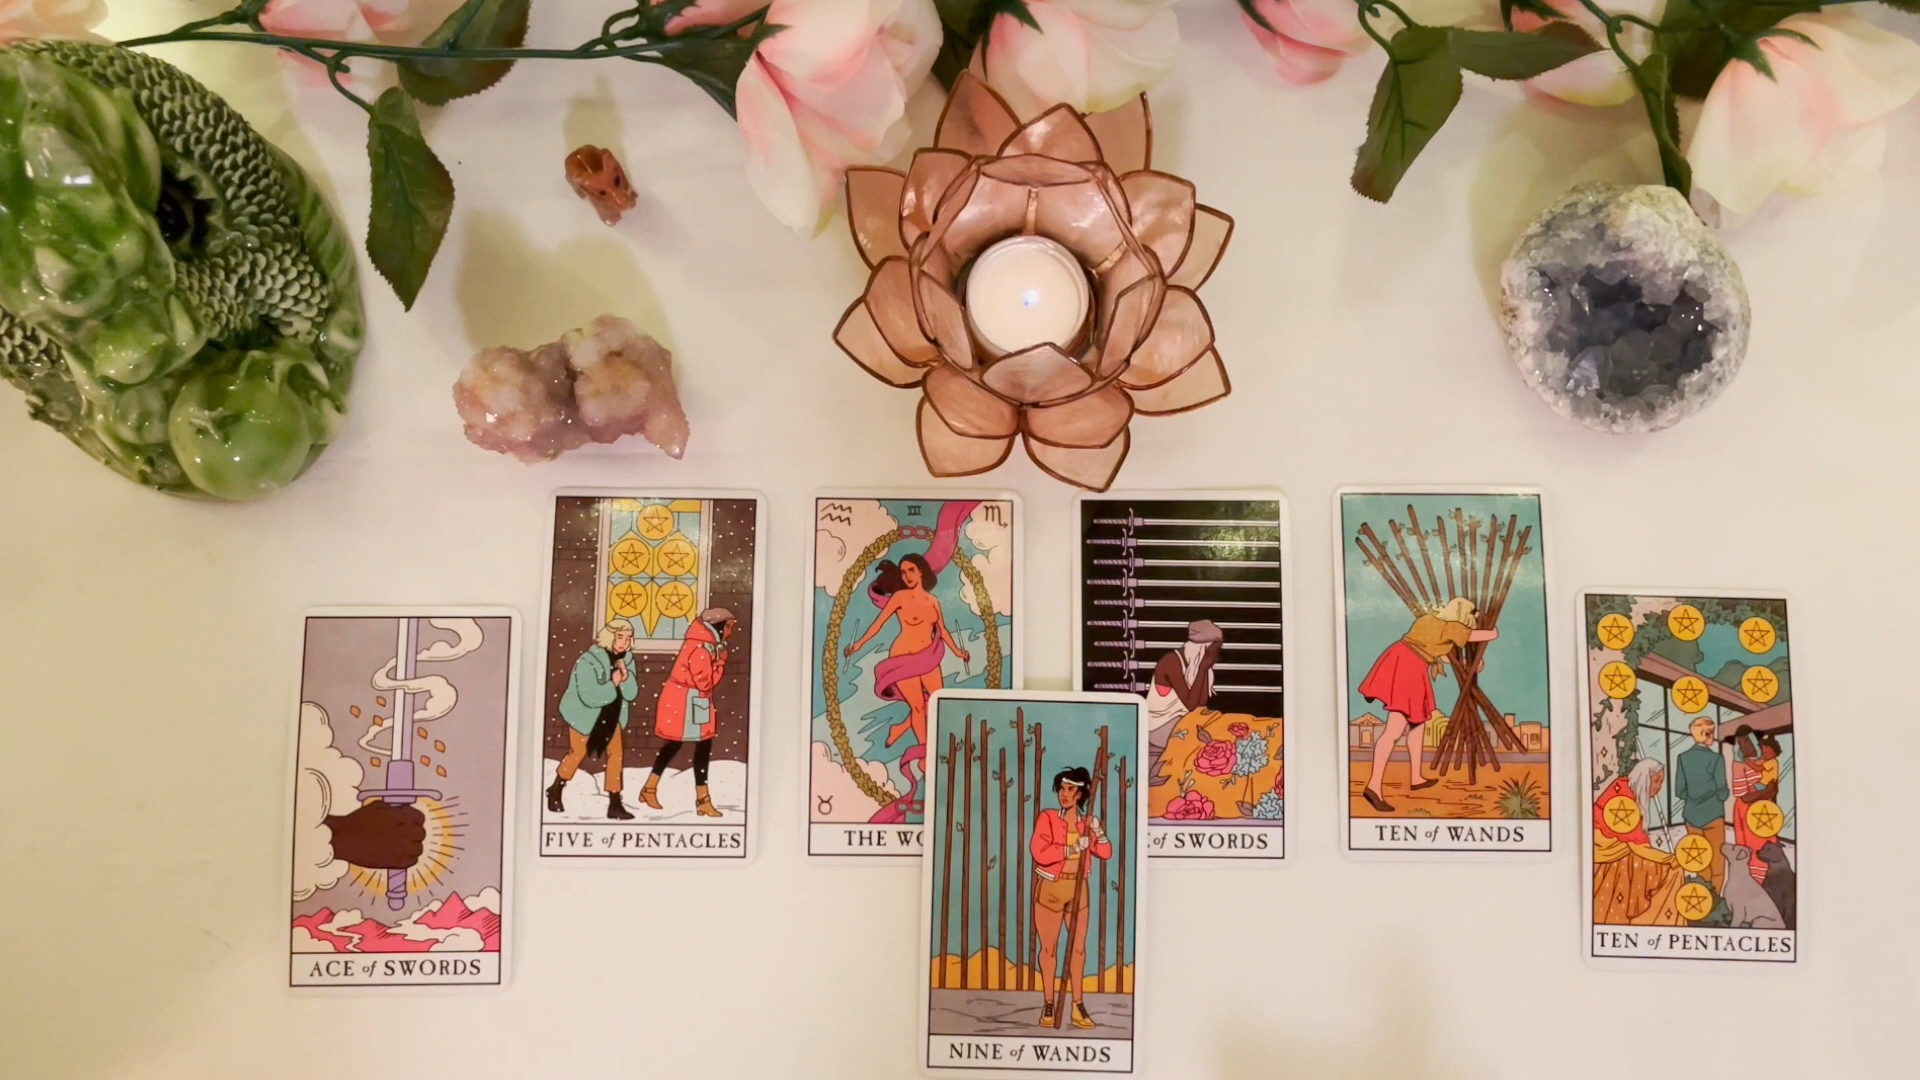 ACE of SWORDS
FIVE of PENTACLES
THE WO
of SWORDS
TEN of WANDS
TEN of PENTACLES
NINE of WANDS